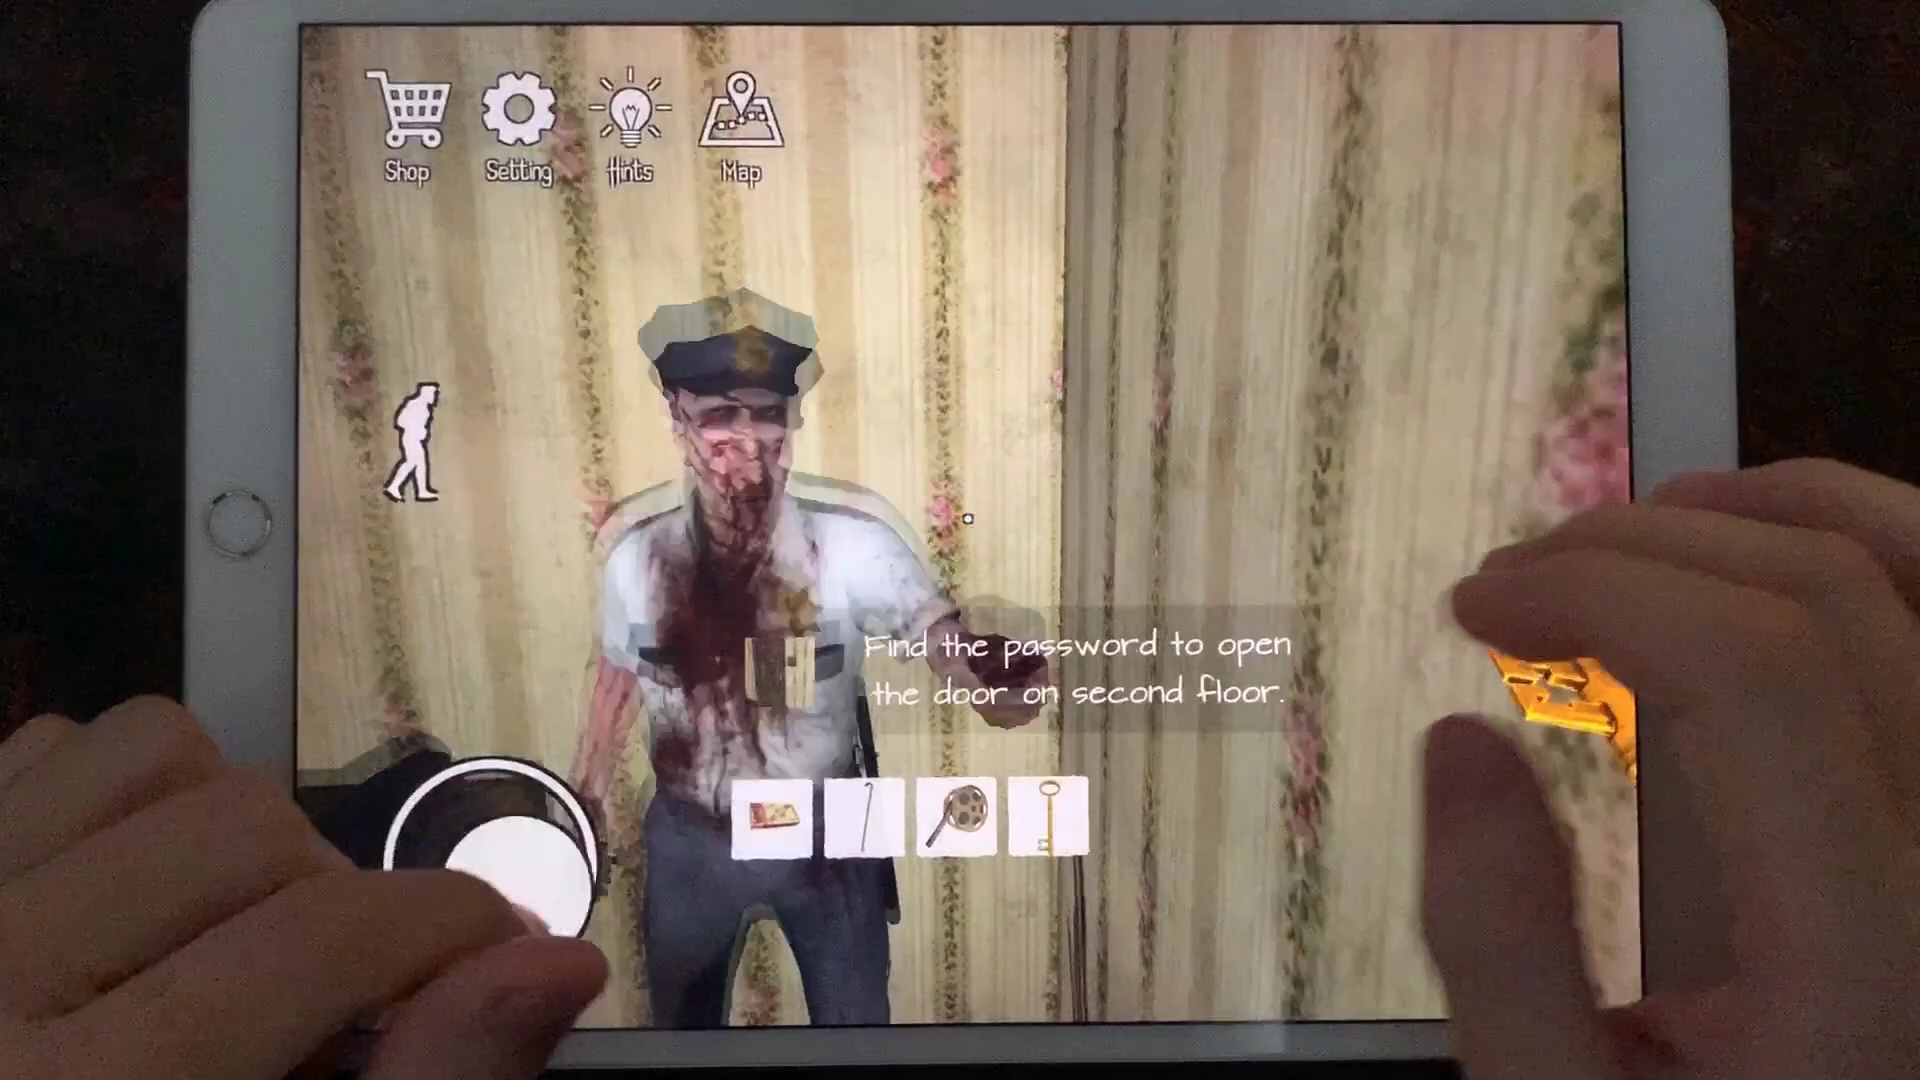 Shop Setting Hints Map
Find the password to open
the door on second floor.